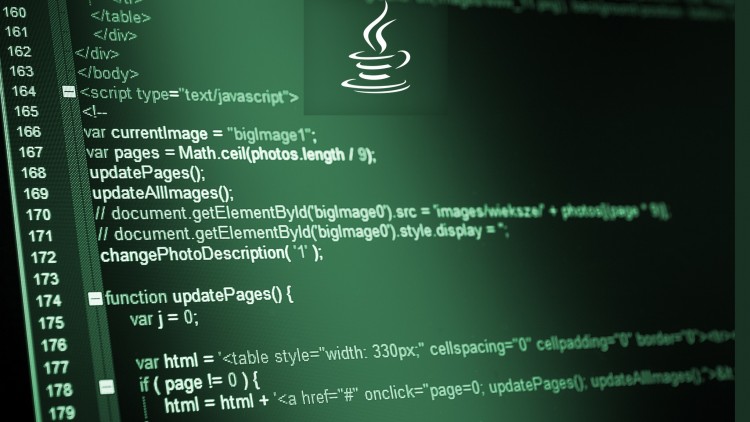 160 </table>
161 </div>
162 </div>
163 </body>
164 <script type="text/javascript">
165 <!--
166 var currentImage = "bigImage1";
167 var pages = Math.ceil(photos.length / 9);
168 updatePages();
169 updateAllImages();
170 // document.getElementById('bigImage0').src = 'images/wieksze/' + photos[(page * 9)];
171 // document.getElementById('bigImage0').style.display = '';
172 changePhotoDescription( '1' );
173
174 function updatePages() {
175 var j = 0;
176
177 var html = '<table style="width: 330px;" cellspacing="0" cellpadding="0" border="0"><tr>
178 if ( page != 0 ) {
179 html = html + '<a href="#" onclick="page=0; updatePages(); updateAllImages();">&lt